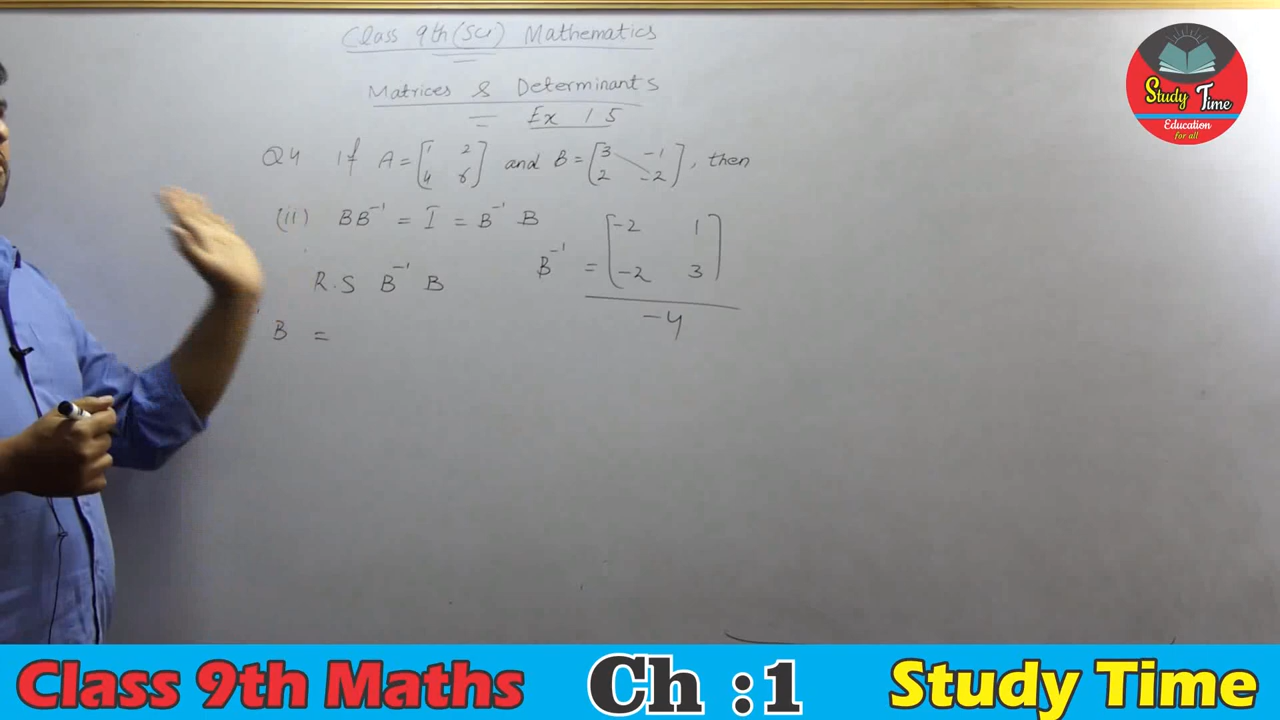 Class 9th (Sci) Mathematics
Matrices & Determinants
Ex 1 5
Q4 If A = [1 2 4 6] and B = [3 -1 2 -2], then
(ii) BB⁻¹ = I = B⁻¹ B
R.S B⁻¹ B
B⁻¹ = [-2 1 -2 3]
-4
B =
Study Time
Education
for all
Class 9th Maths Ch :1 Study Time